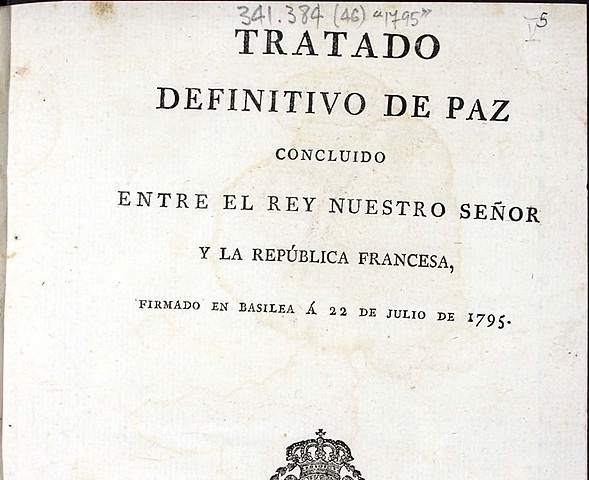 341.384 (46) "1795"
5
TRATADO
DEFINITIVO DE PAZ
CONCLUIDO
ENTRE EL REY NUESTRO SEÑOR
Y LA REPÚBLICA FRANCESA,
FIRMADO EN BASILEA Á 22 DE JULIO DE 1795.